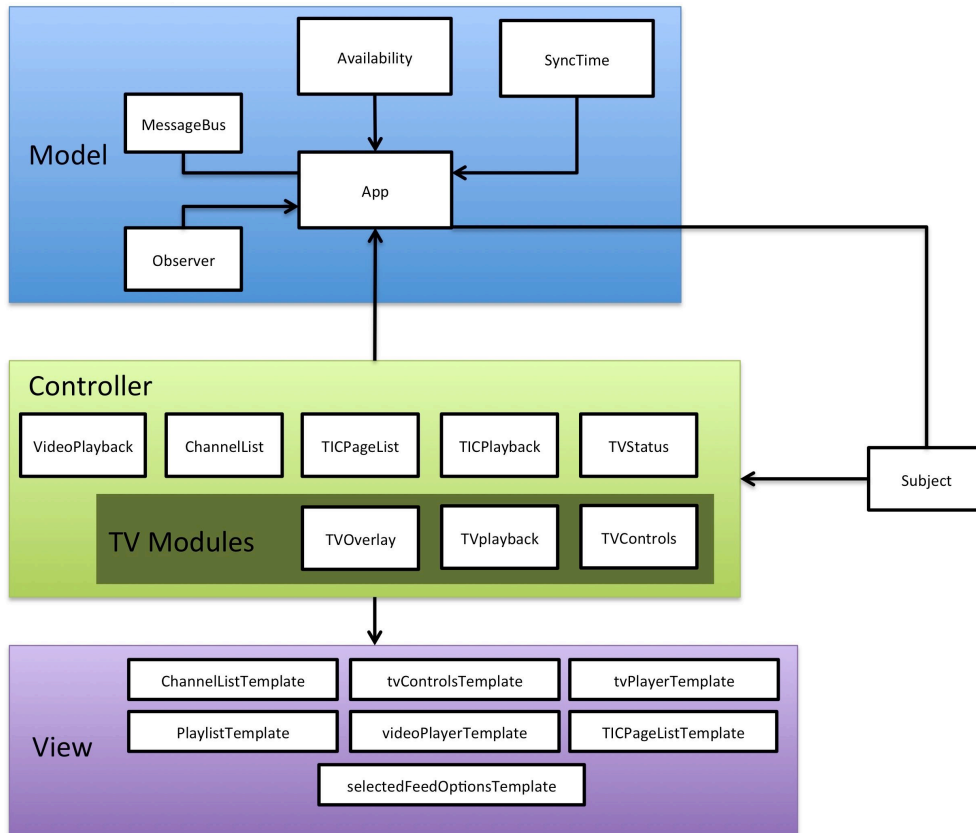 Availability
SyncTime
MessageBus
Model
App
Observer
Controller
VideoPlayback
ChannelList
TICPageList
TICPlayback
TVStatus
Subject
TV Modules
TVOverlay
TVplayback
TVControls
ChannelListTemplate
tvControlsTemplate
tvPlayerTemplate
PlaylistTemplate
videoPlayerTemplate
TICPageListTemplate
View
selectedFeedOptionsTemplate